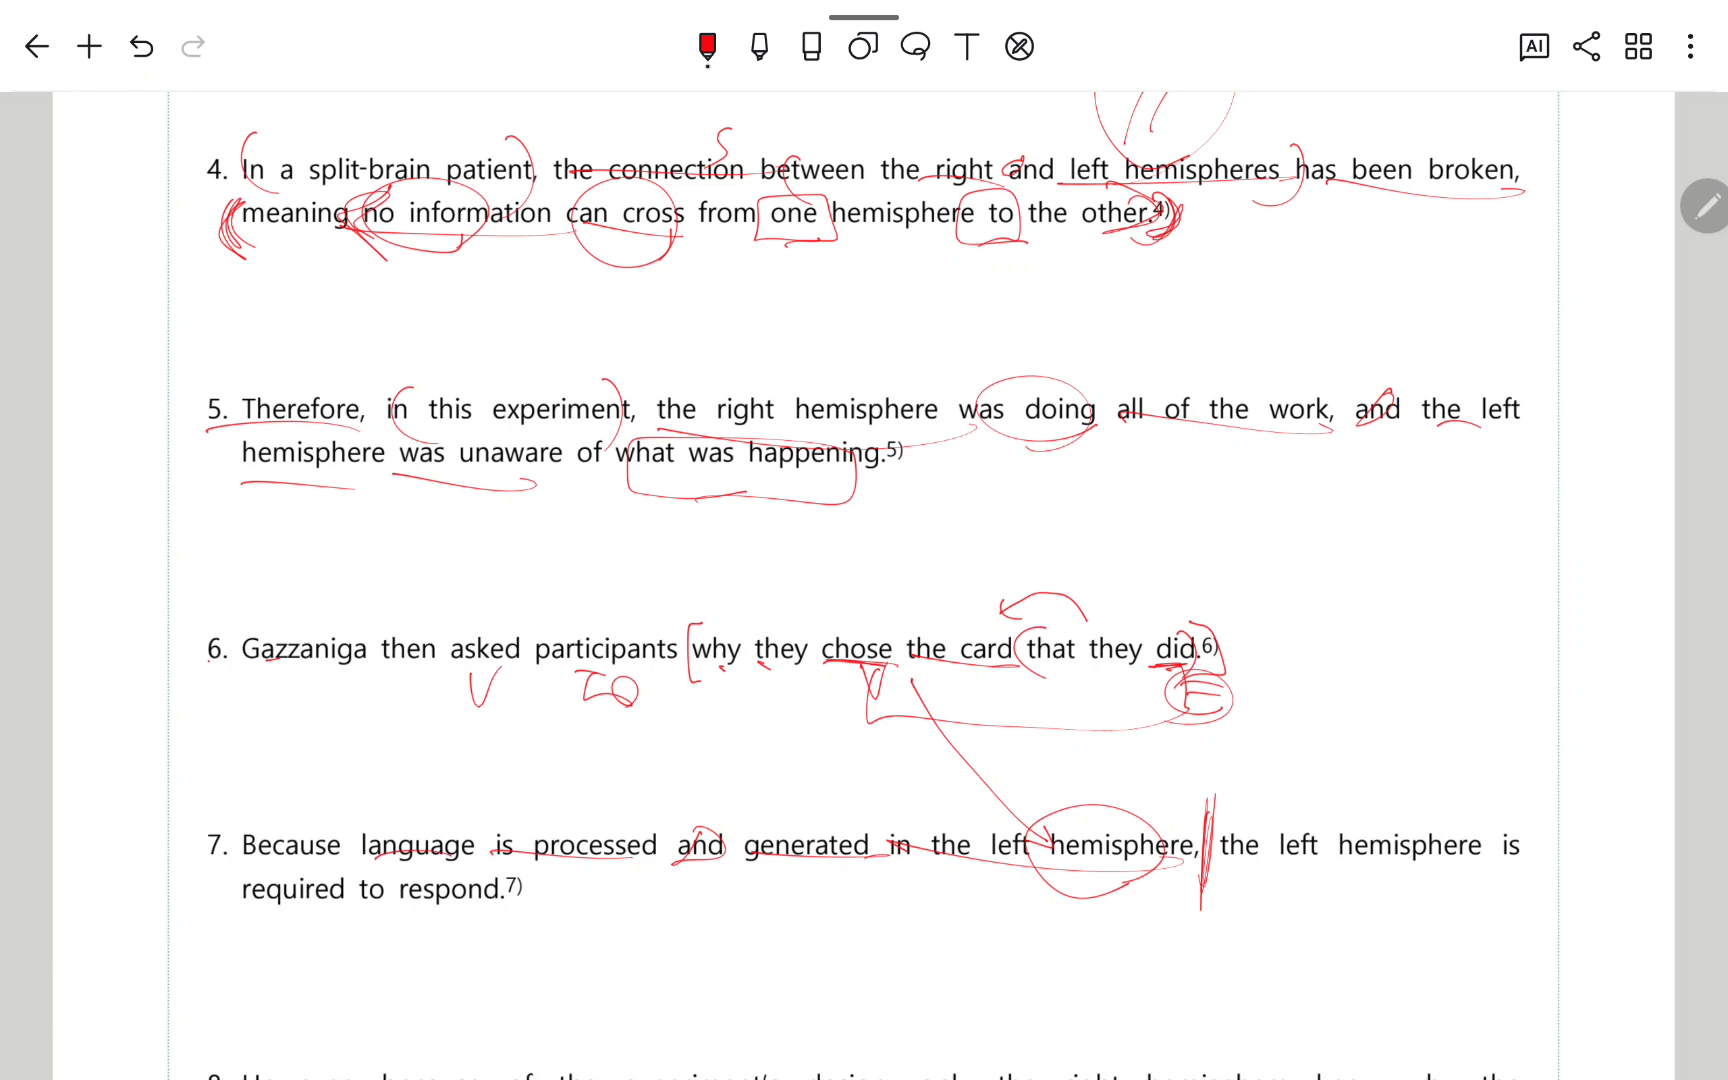 AI
S
4. In a split-brain patient, the connection between the right and left hemispheres has been broken,
meaning no information can cross from one hemisphere to the other.4)
5. Therefore, in this experiment, the right hemisphere was doing all of the work, and the left
hemisphere was unaware of what was happening.5)
6. Gazzaniga then asked participants why they chose the card that they did.6)
V IO V
7. Because language is processed and generated in the left hemisphere, the left hemisphere is
required to respond.7)